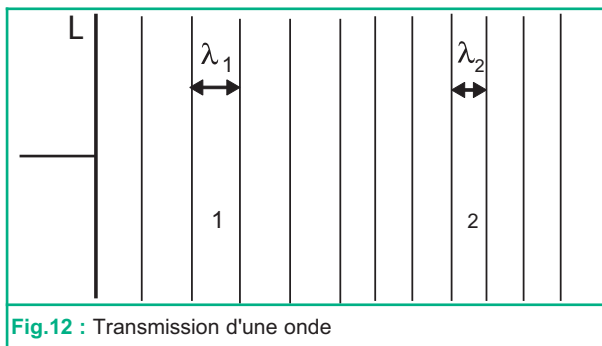 L
λ1
λ2
1
2
Fig.12 : Transmission d'une onde